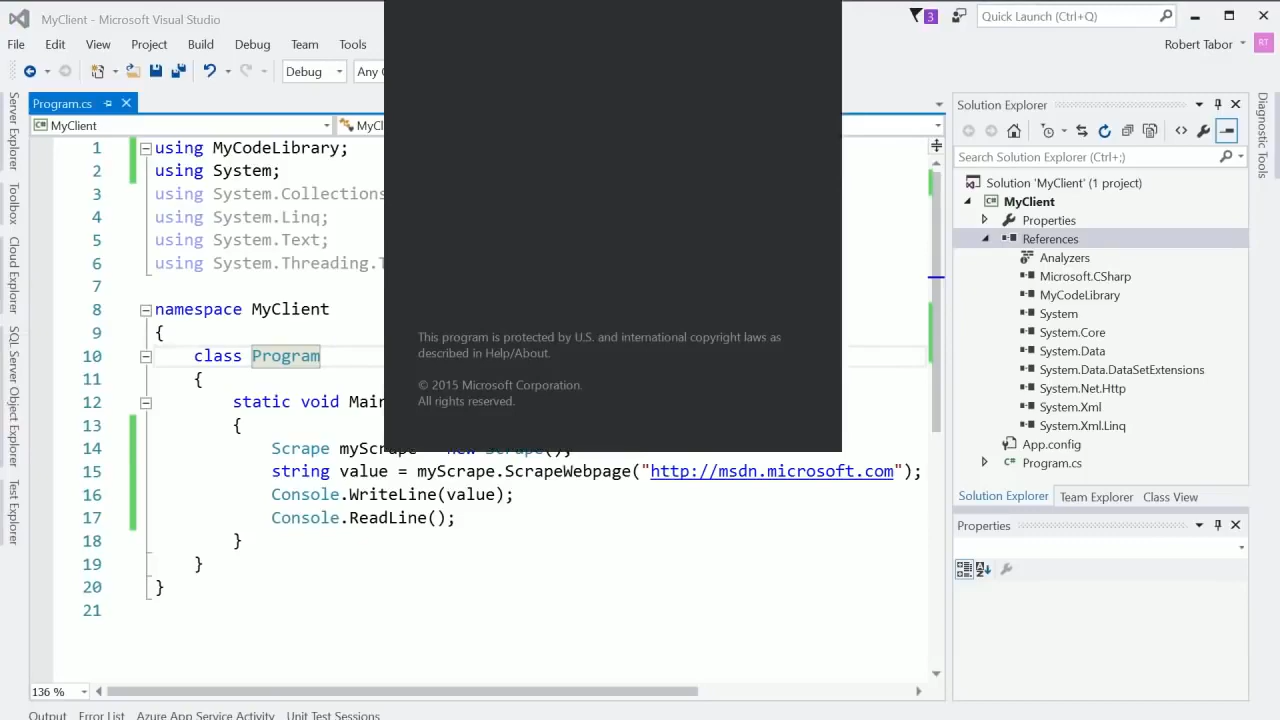 MyClient - Microsoft Visual Studio
3
Quick Launch (Ctrl+Q)
File Edit View Project Build Debug Team Tools
Robert Tabor
RT
Debug
Any
Server Explorer
Toolbox
Cloud Explorer
SQL Server Object Explorer
Test Explorer
Program.cs
MyClient
1 using MyCodeLibrary;
2 using System;
3 using System.Collections
4 using System.Linq;
5 using System.Text;
6 using System.Threading.
7
8 namespace MyClient
9 {
10 class Program
11 {
12 static void Main
13 {
14 Scrape myScrape = new Scrape();
15 string value = myScrape.ScrapeWebpage("http://msdn.microsoft.com");
16 Console.WriteLine(value);
17 Console.ReadLine();
18 }
19 }
20 }
21
136 %
Output Error List Azure App Service Activity Unit Test Sessions
This program is protected by U.S. and international copyright laws as
described in Help/About.
© 2015 Microsoft Corporation.
All rights reserved.
Solution Explorer
Search Solution Explorer (Ctrl+;)
Solution 'MyClient' (1 project)
MyClient
Properties
References
Analyzers
Microsoft.CSharp
MyCodeLibrary
System
System.Core
System.Data
System.Data.DataSetExtensions
System.Net.Http
System.Xml
System.Xml.Linq
App.config
Program.cs
Solution Explorer Team Explorer Class View
Properties
Diagnostic Tools